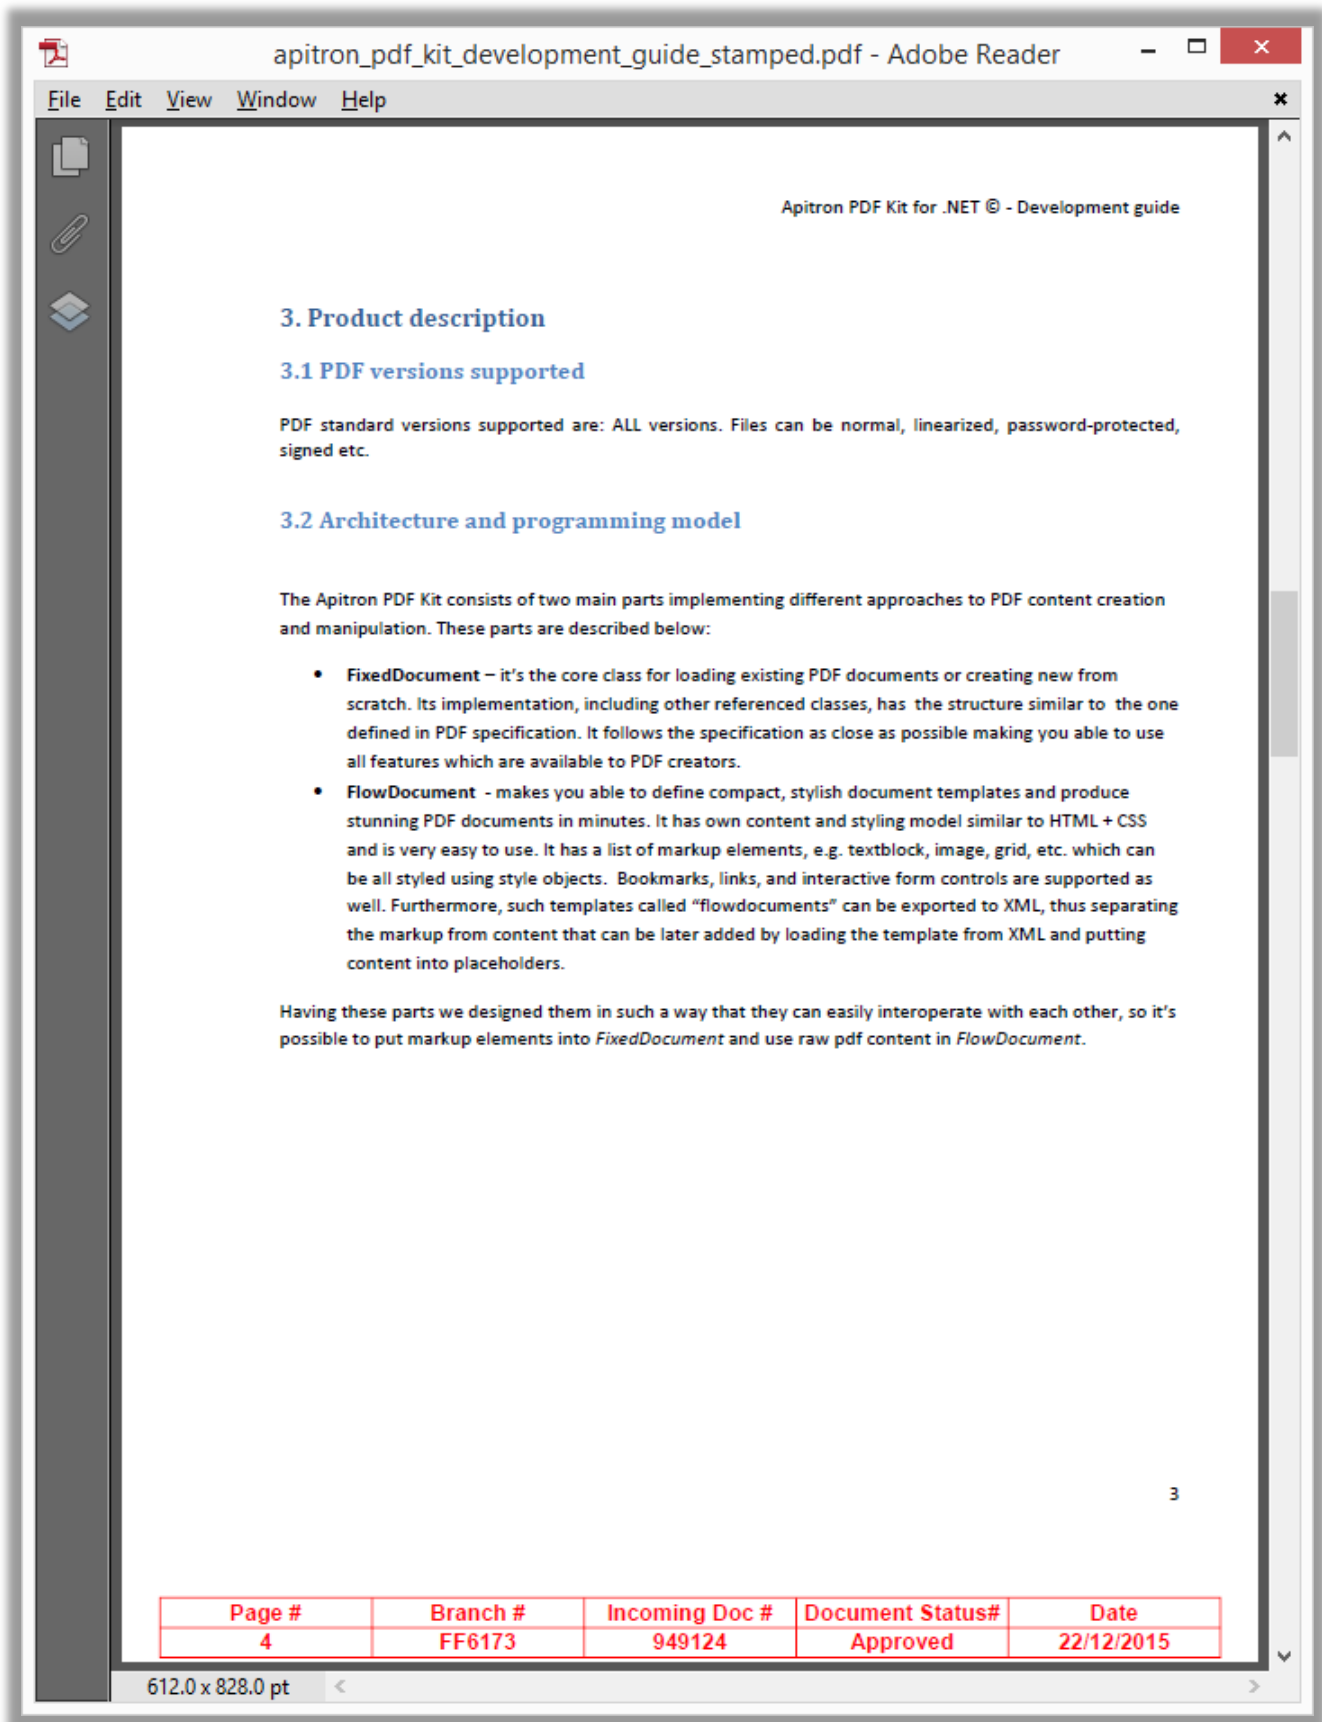 apitron_pdf_kit_development_guide_stamped.pdf - Adobe Reader
File Edit View Window Help
Apitron PDF Kit for .NET © - Development guide
3. Product description
3.1 PDF versions supported
PDF standard versions supported are: ALL versions. Files can be normal, linearized, password-protected,
signed etc.
3.2 Architecture and programming model
The Apitron PDF Kit consists of two main parts implementing different approaches to PDF content creation
and manipulation. These parts are described below:
• FixedDocument – it's the core class for loading existing PDF documents or creating new from
scratch. Its implementation, including other referenced classes, has the structure similar to the one
defined in PDF specification. It follows the specification as close as possible making you able to use
all features which are available to PDF creators.
• FlowDocument - makes you able to define compact, stylish document templates and produce
stunning PDF documents in minutes. It has own content and styling model similar to HTML + CSS
and is very easy to use. It has a list of markup elements, e.g. textblock, image, grid, etc. which can
be all styled using style objects. Bookmarks, links, and interactive form controls are supported as
well. Furthermore, such templates called “flowdocuments” can be exported to XML, thus separating
the markup from content that can be later added by loading the template from XML and putting
content into placeholders.
Having these parts we designed them in such a way that they can easily interoperate with each other, so it's
possible to put markup elements into FixedDocument and use raw pdf content in FlowDocument.
3
Page # Branch # Incoming Doc # Document Status# Date
4 FF6173 949124 Approved 22/12/2015
612.0 x 828.0 pt